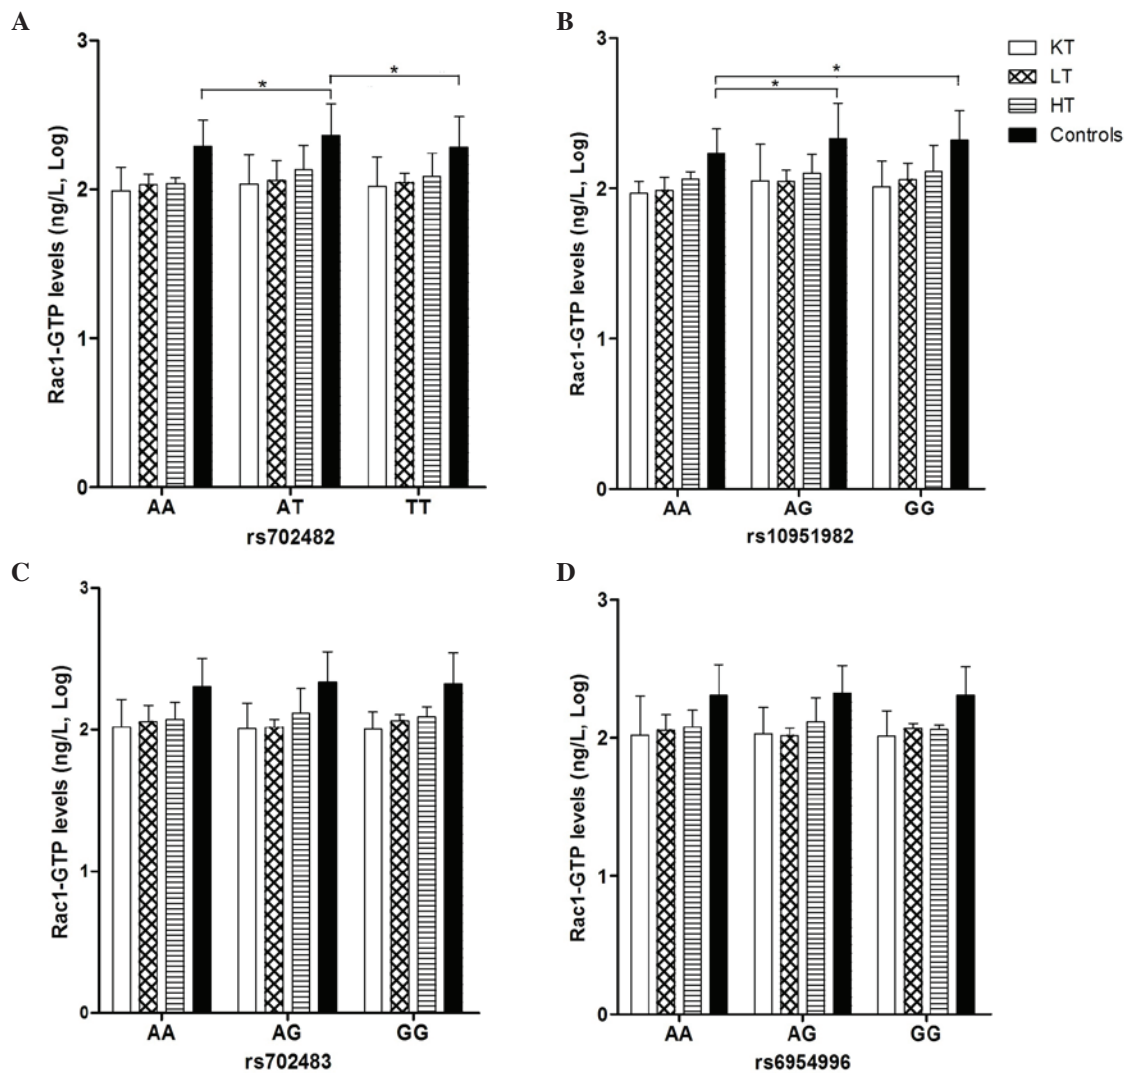 A
3
2
1
0
Rac1-GTP levels (ng/L, Log)
* *
AA AT TT
rs702482
B
3
2
1
0
Rac1-GTP levels (ng/L, Log)
*
*
AA AG GG
rs10951982
KT
LT
HT
Controls
C
3
2
1
0
Rac1-GTP levels (ng/L, Log)
AA AG GG
rs702483
D
3
2
1
0
Rac1-GTP levels (ng/L, Log)
AA AG GG
rs6954996